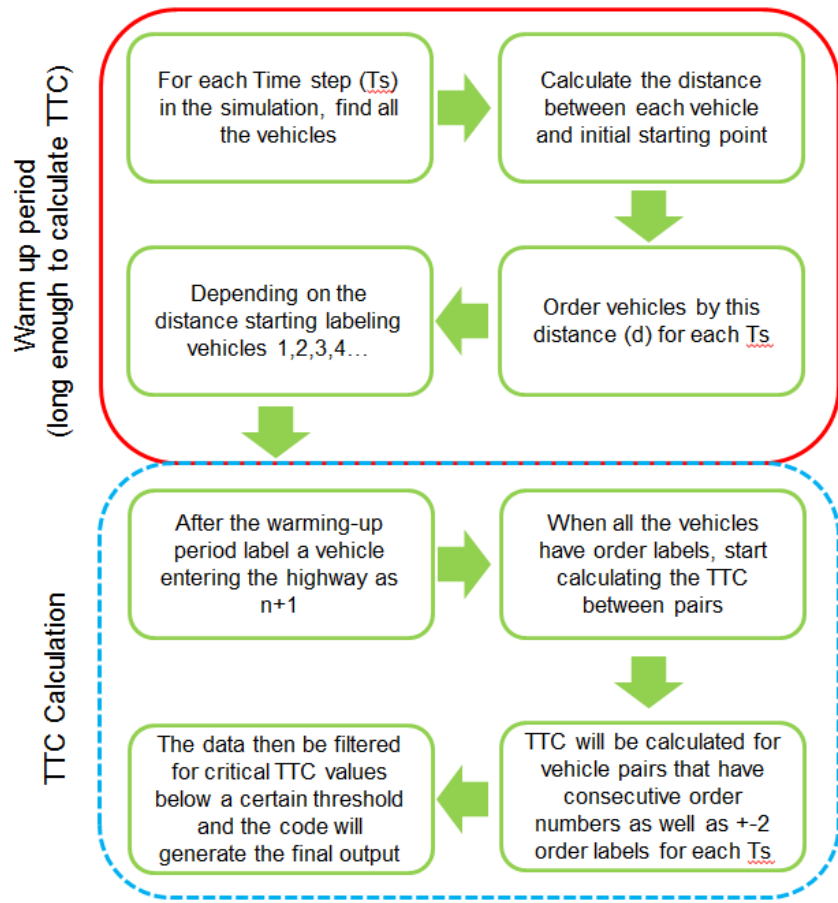 Warm up period
(long enough to calculate TTC)
For each Time step (Ts)
in the simulation, find all
the vehicles
Calculate the distance
between each vehicle
and initial starting point
Order vehicles by this
distance (d) for each Ts
Depending on the
distance starting labeling
vehicles 1,2,3,4…
TTC Calculation
After the warming-up
period label a vehicle
entering the highway as
n+1
When all the vehicles
have order labels, start
calculating the TTC
between pairs
TTC will be calculated for
vehicle pairs that have
consecutive order
numbers as well as +-2
order labels for each Ts
The data then be filtered
for critical TTC values
below a certain threshold
and the code will
generate the final output